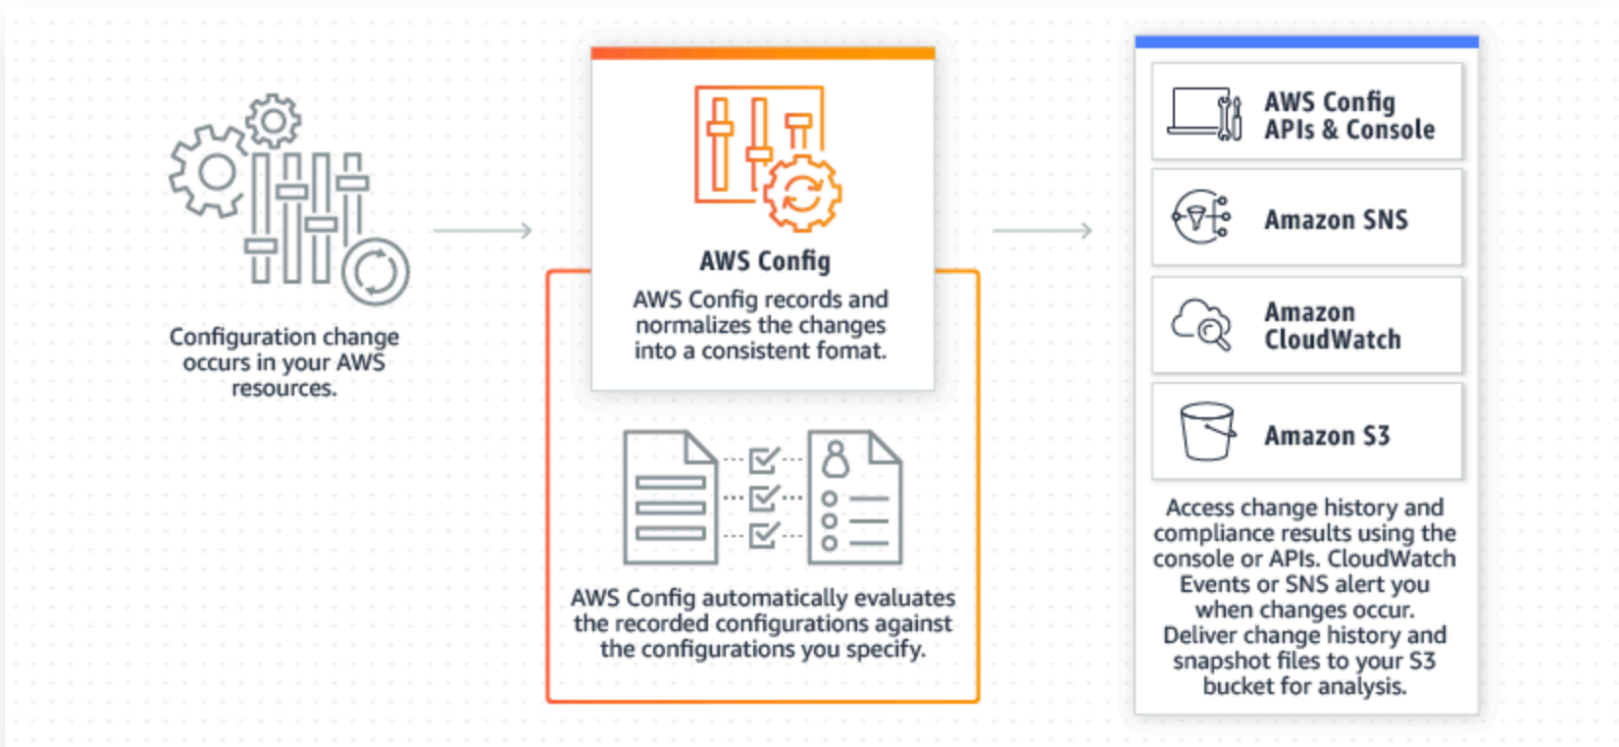 Configuration change
occurs in your AWS
resources.
AWS Config
AWS Config records and
normalizes the changes
into a consistent fomat.
AWS Config automatically evaluates
the recorded configurations against
the configurations you specify.
AWS Config
APIs & Console
Amazon SNS
Amazon
CloudWatch
Amazon S3
Access change history and
compliance results using the
console or APIs. CloudWatch
Events or SNS alert you
when changes occur.
Deliver change history and
snapshot files to your S3
bucket for analysis.